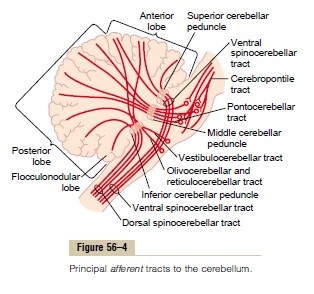 Anterior
lobe
Superior cerebellar
peduncle
Ventral
spinocerebellar
tract
Cerebropontile
tract
Pontocerebellar
tract
Middle cerebellar
peduncle
Vestibulocerebellar tract
Olivocerebellar and
reticulocerebellar tract
Inferior cerebellar peduncle
Ventral spinocerebellar tract
Dorsal spinocerebellar tract
Posterior
lobe
Flocculonodular
lobe
Figure 56–4
Principal afferent tracts to the cerebellum.